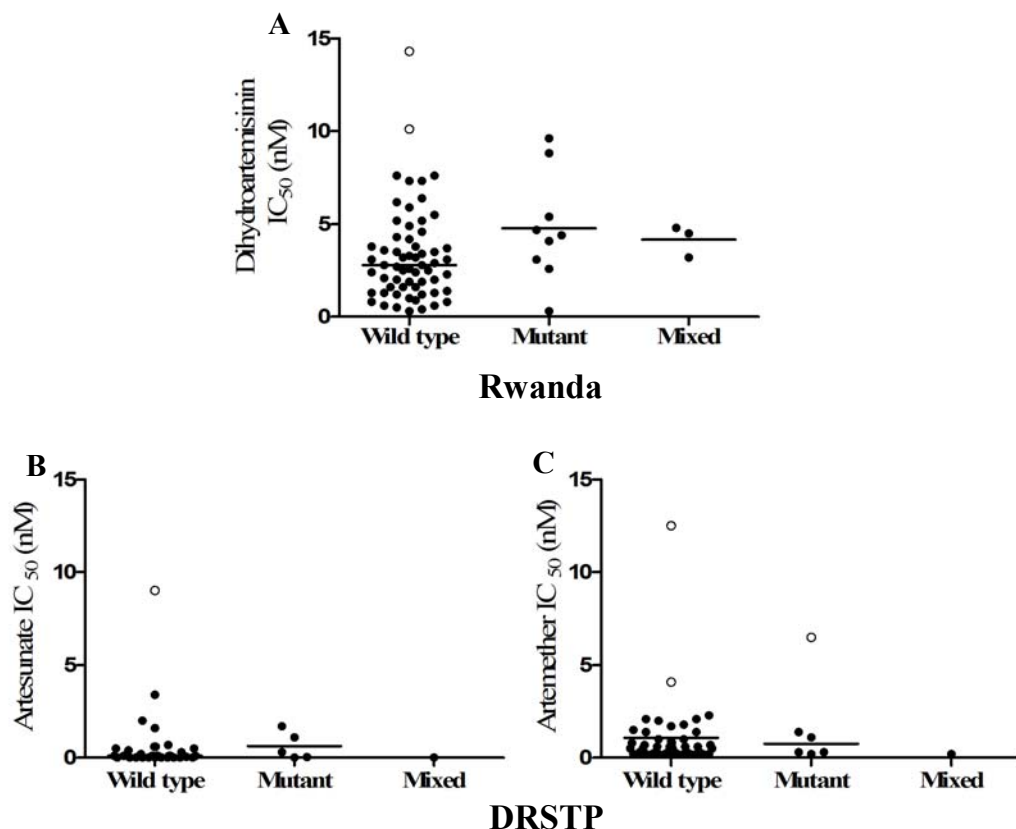 A
15
10
5
0
Dihydroartemisinin
IC50 (nM)
Wild type Mutant Mixed
Rwanda
B
15
10
5
0
Artesunate IC 50 (nM)
Wild type Mutant Mixed
C
15
10
5
0
Artemether IC 50 (nM)
Wild type Mutant Mixed
DRSTP